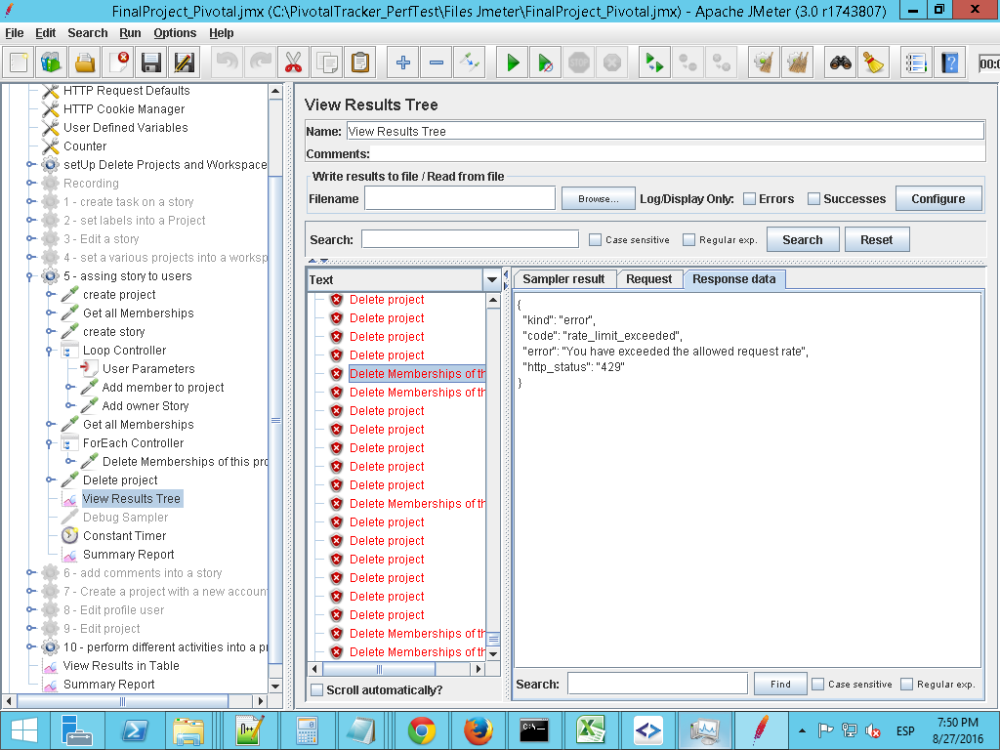 FinalProject_Pivotal.jmx (C:\PivotalTracker_PerfTest\Files Jmeter\FinalProject_Pivotal.jmx) - Apache JMeter (3.0 r1743807)
File Edit Search Run Options Help
00:0
HTTP Request Defaults
HTTP Cookie Manager
User Defined Variables
Counter
setUp Delete Projects and Workspace
Recording
1 - create task on a story
2 - set labels into a Project
3 - Edit a story
4 - set a various projects into a worksp
5 - assing story to users
create project
Get all Memberships
create story
Loop Controller
User Parameters
Add member to project
Add owner Story
Get all Memberships
ForEach Controller
Delete Memberships of this pro
Delete project
View Results Tree
Debug Sampler
Constant Timer
Summary Report
6 - add comments into a story
7 - Create a project with a new accoun
8 - Edit profile user
9 - Edit project
10 - perform different activities into a p
View Results in Table
Summary Report
View Results Tree
Name: View Results Tree
Comments:
Write results to file / Read from file
Filename Browse... Log/Display Only: Errors Successes Configure
Search: Case sensitive Regular exp. Search Reset
Text
Delete project
Delete project
Delete project
Delete project
Delete Memberships of th
Delete Memberships of th
Delete project
Delete project
Delete project
Delete project
Delete project
Delete Memberships of th
Delete project
Delete project
Delete project
Delete project
Delete project
Delete project
Delete Memberships of th
Delete Memberships of th
Scroll automatically?
Sampler result Request Response data
{
"kind": "error",
"code": "rate_limit_exceeded",
"error": "You have exceeded the allowed request rate",
"http_status": "429"
}
Search: Find Case sensitive Regular exp.
ESP
7:50 PM
8/27/2016